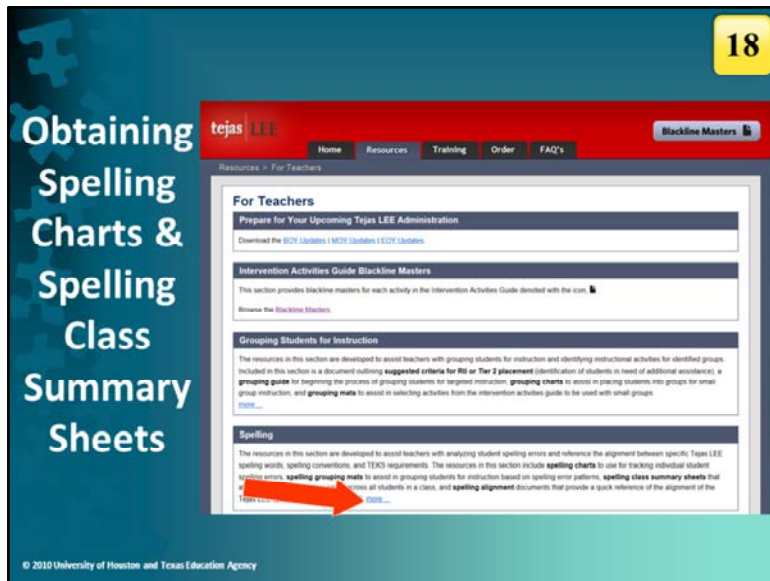 18
Obtaining
Spelling
Charts &
Spelling
Class
Summary
Sheets
tejas LEE
Blackline Masters
Home Resources Training Order FAQ's
Resources > For Teachers
For Teachers
Prepare for Your Upcoming Tejas LEE Administration
Download the BOY Updates | MOY Updates | EOY Updates
Intervention Activities Guide Blackline Masters
This section provides blackline masters for each activity in the Intervention Activities Guide denoted with the icon,
Browse the Blackline Masters.
Grouping Students for Instruction
The resources in this section are developed to assist teachers with grouping students for instruction and identifying instructional activities for identified groups.
Included in this section is a document outlining suggested criteria for RtI or Tier 2 placement (identification of students in need of additional assistance), a
grouping guide for beginning the process of grouping students for targeted instruction, grouping charts to assist in placing students into groups for small
group instruction, and grouping mats to assist in selecting activities from the intervention activities guide to be used with small groups.
more ...
Spelling
The resources in this section are developed to assist teachers with analyzing student spelling errors and reference the alignment between specific Tejas LEE
spelling words, spelling conventions, and TEKS requirements. The resources in this section include spelling charts to use for tracking individual student
spelling errors, spelling grouping mats to assist in grouping students for instruction based on spelling error patterns, spelling class summary sheets that
across all students in a class, and spelling alignment documents that provide a quick reference of the alignment of the
Tejas LEE more ...
© 2010 University of Houston and Texas Education Agency